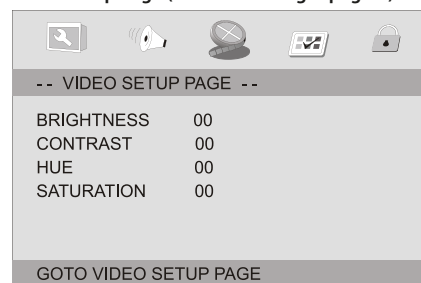 - - VIDEO SETUP PAGE - -
BRIGHTNESS 00
CONTRAST 00
HUE 00
SATURATION 00
GOTO VIDEO SETUP PAGE